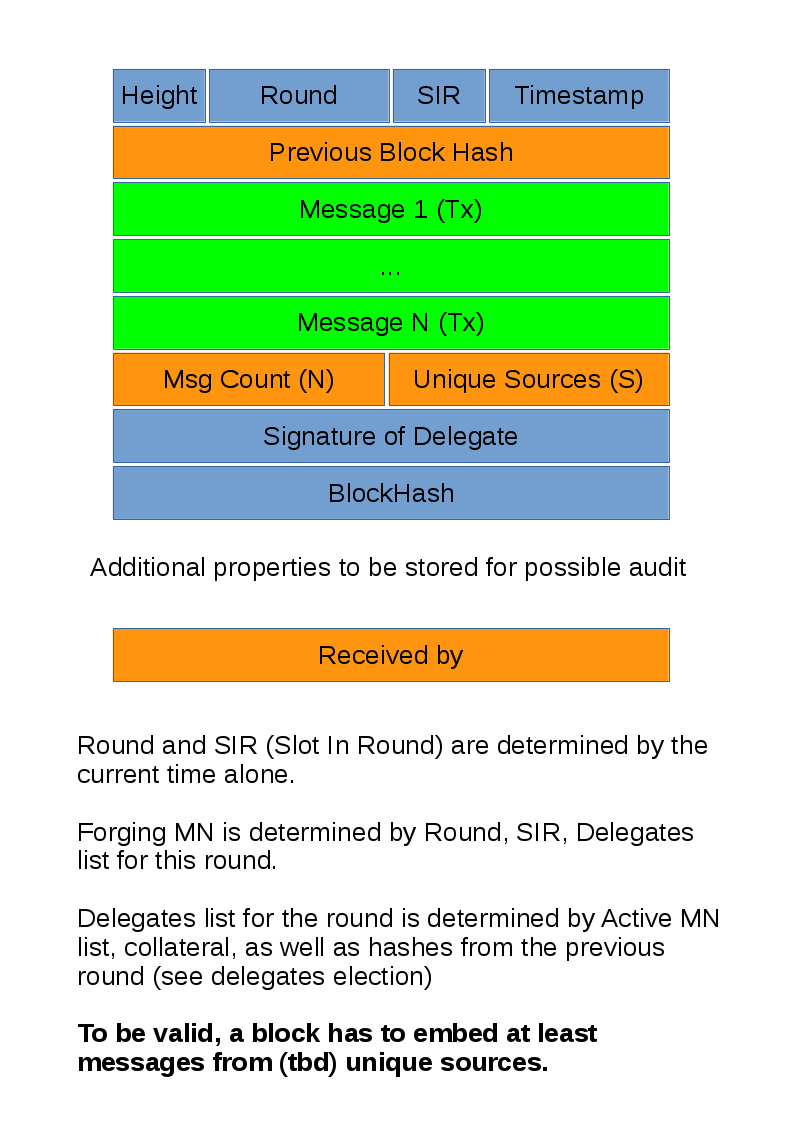 Height Round SIR Timestamp
Previous Block Hash
Message 1 (Tx)
...
Message N (Tx)
Msg Count (N) Unique Sources (S)
Signature of Delegate
BlockHash
Additional properties to be stored for possible audit
Received by
Round and SIR (Slot In Round) are determined by the
current time alone.
Forging MN is determined by Round, SIR, Delegates
list for this round.
Delegates list for the round is determined by Active MN
list, collateral, as well as hashes from the previous
round (see delegates election)
To be valid, a block has to embed at least
messages from (tbd) unique sources.